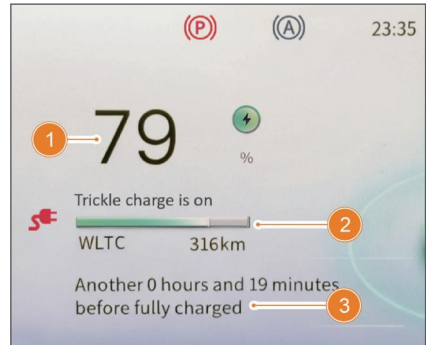 (P) (A) 23:35
1 79
%
Trickle charge is on
2
WLTC 316km
Another 0 hours and 19 minutes
before fully charged 3